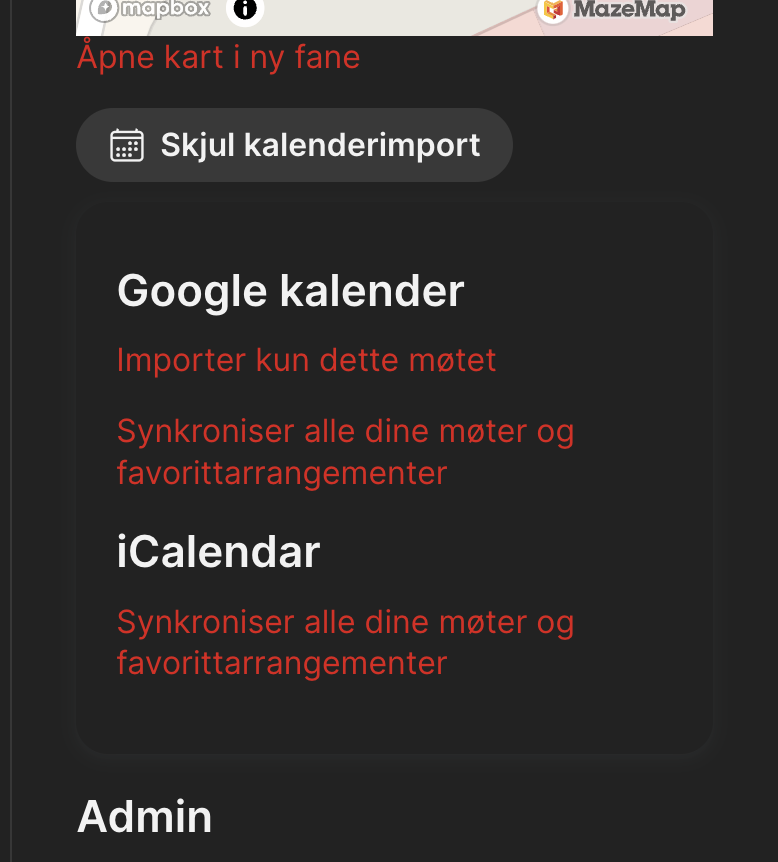 mapbox
MazeMap
Åpne kart i ny fane
Skjul kalenderimport
Google kalender
Importer kun dette møtet
Synkroniser alle dine møter og
favorittarrangementer
iCalendar
Synkroniser alle dine møter og
favorittarrangementer
Admin